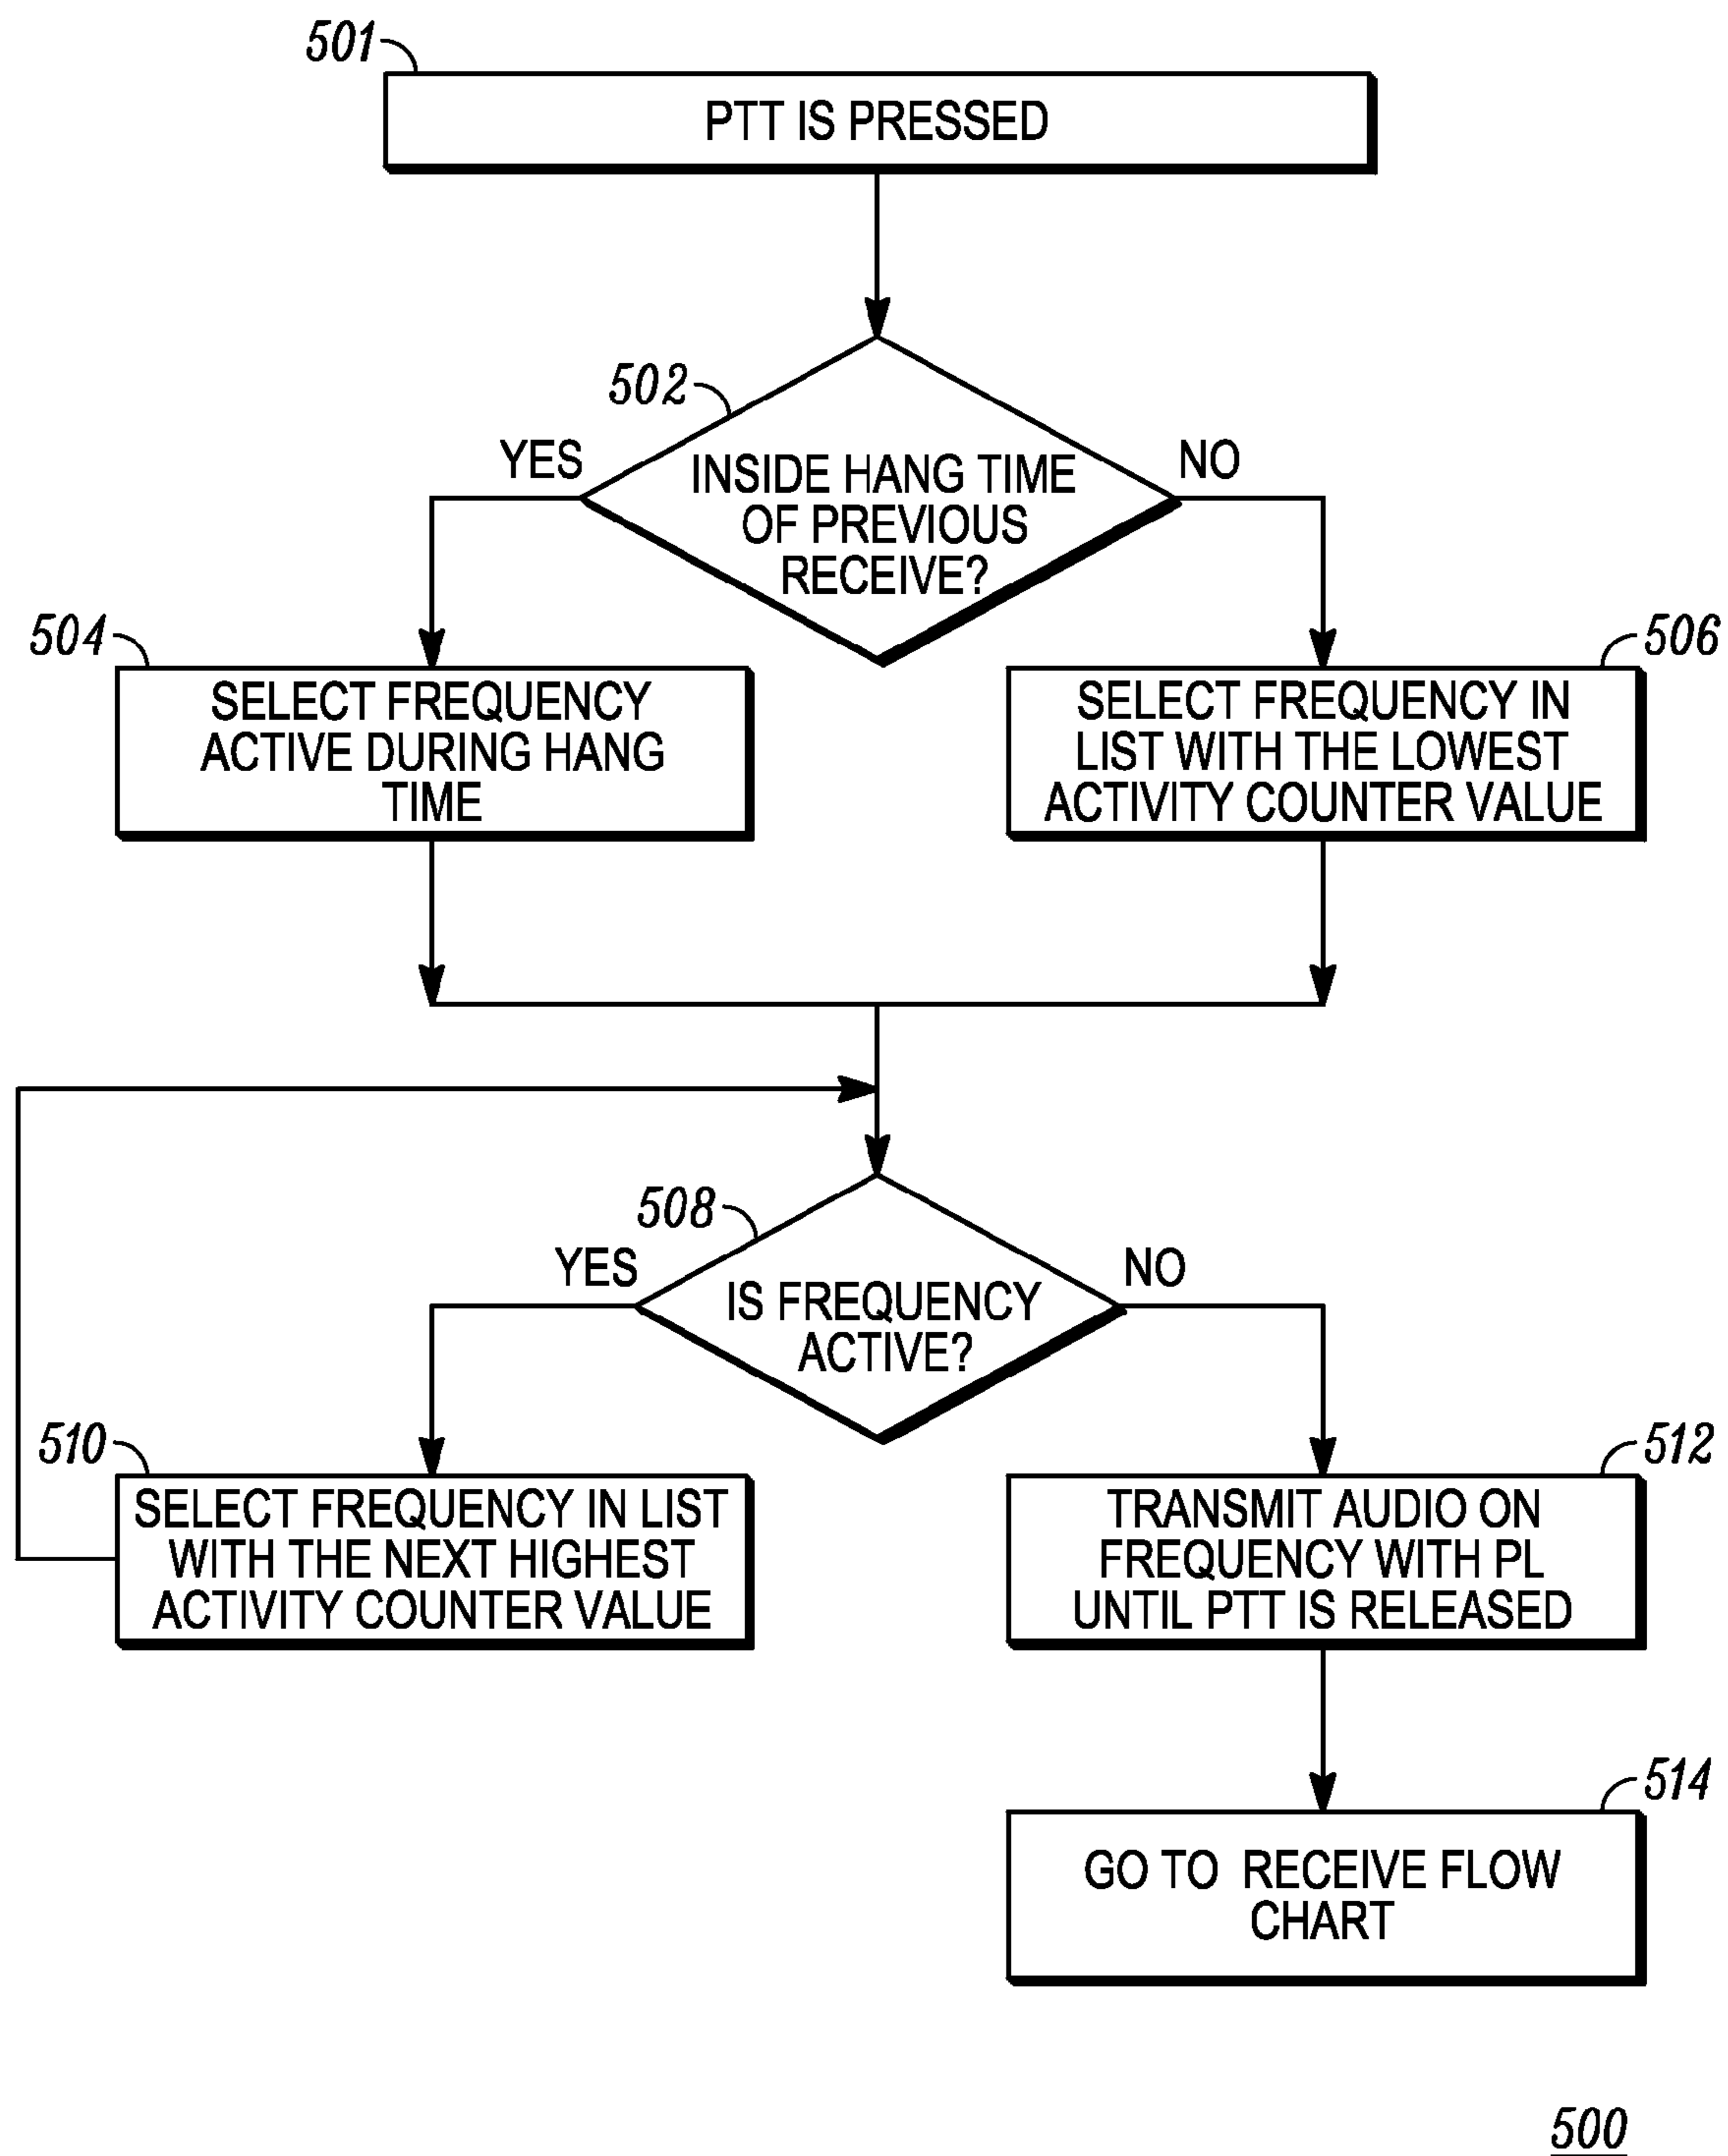 501
PTT IS PRESSED
502
YES
NO
INSIDE HANG TIME
OF PREVIOUS
RECEIVE?
504
SELECT FREQUENCY
ACTIVE DURING HANG
TIME
506
SELECT FREQUENCY IN
LIST WITH THE LOWEST
ACTIVITY COUNTER VALUE
508
YES
NO
IS FREQUENCY
ACTIVE?
510
SELECT FREQUENCY IN LIST
WITH THE NEXT HIGHEST
ACTIVITY COUNTER VALUE
512
TRANSMIT AUDIO ON
FREQUENCY WITH PL
UNTIL PTT IS RELEASED
514
GO TO RECEIVE FLOW
CHART
500